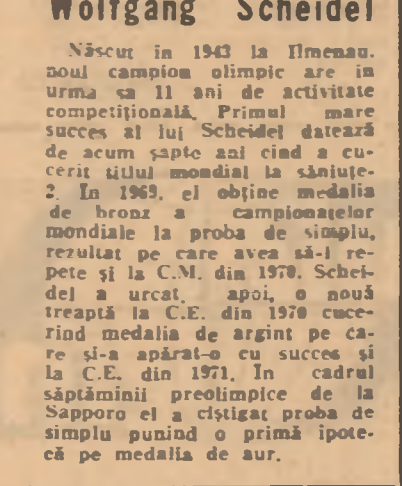 Wolfgang Scheidel
Născut în 1943 la Ilmenau,
noul campion olimpic are în
urma sa 11 ani de activitate
competițională. Primul mare
succes al lui Scheidel datează
de acum șapte ani cînd a cu-
cerit titlul mondial la săniuțe-
2. In 1969, el obține medalia
de bronz a campionatelor
mondiale la proba de simplu,
rezultat pe care avea să-l re-
pete și la C.M. din 1970. Schei-
del a urcat, apoi, o nouă
treaptă la C.E. din 1970 cuce-
rind medalia de argint pe ca-
re și-a apărat-o cu succes și
la C.E. din 1971. In cadrul
săptămînii preolimpice de la
Sapporo el a cîștigat proba de
simplu punînd o primă ipote-
că pe medalia de aur.